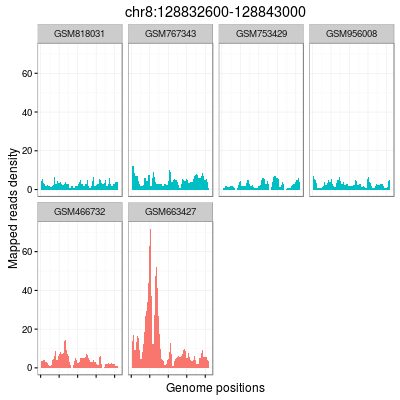 chr8:128832600-128843000
GSM818031 GSM767343 GSM753429 GSM956008
60
40
20
0
GSM466732 GSM663427
60
40
20
0
Mapped reads density
Genome positions